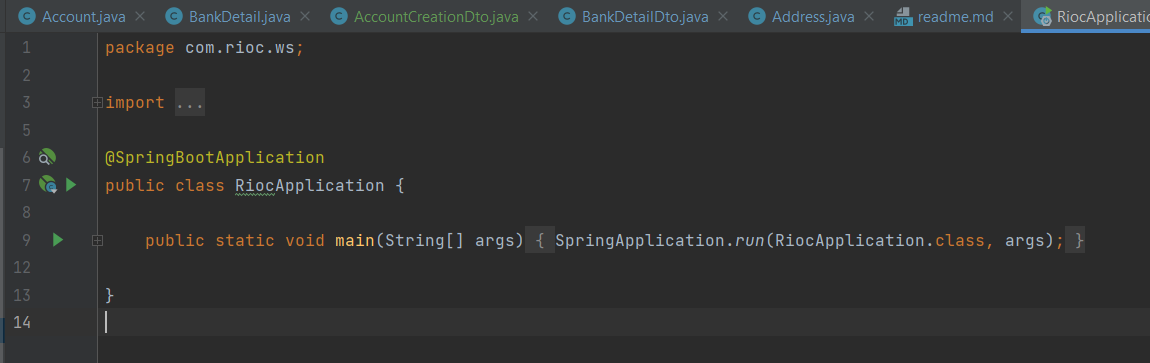 Account.java BankDetail.java AccountCreationDto.java BankDetailDto.java Address.java MD readme.md
1 package com.rioc.ws;
2
3 import ...
5
6 @SpringBootApplication
7 public class RiocApplication {
8
9 public static void main(String[] args) { SpringApplication.run(RiocApplication.class, args); }
12
13 }
14